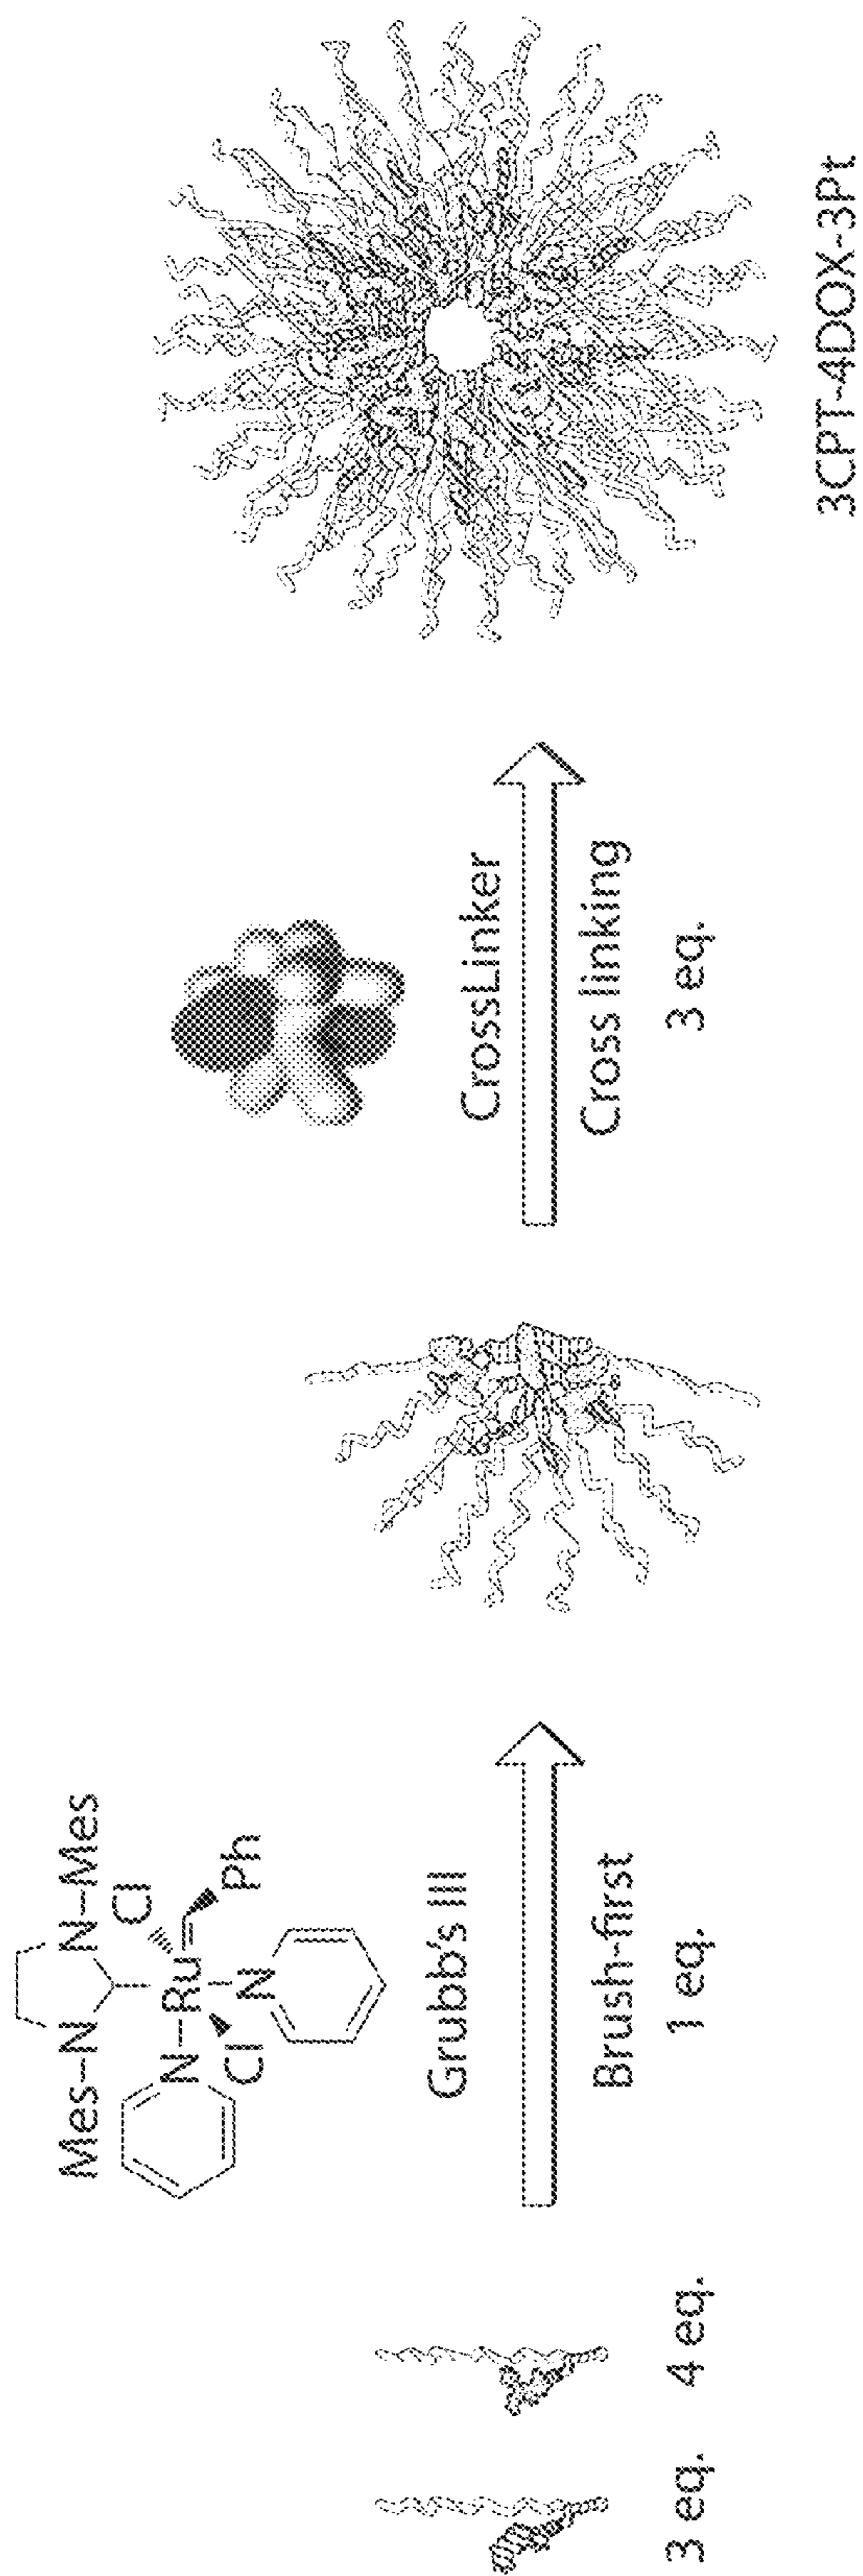 3 eq.
4 eq.
Mes–N
N–Mes
Cl
N–Ru
Ph
Cl
N
Grubb's III
Brush-first
1 eq.
CrossLinker
Cross linking
3 eq.
3CPT-4DOX-3Pt